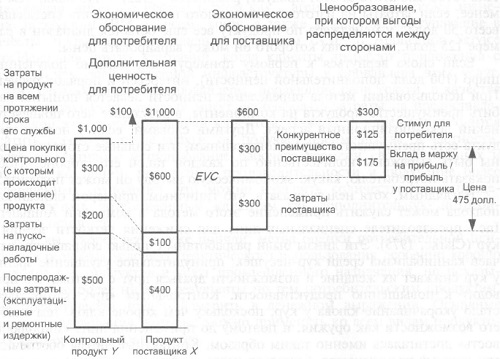 Экономическое
обоснование
для потребителя
Экономическое
обоснование
для поставщика
Ценообразование,
при котором выгоды
распределяются между
сторонами
Дополнительная
ценность
для потребителя
Затраты
на продукт
на всем
протяжении
срока
его службы
Цена покупки
контрольного
(с которым
происходит
сравнение)
продукта
Затраты
на пуско-
наладочные
работы
Послепродаж-
ные затраты
(эксплутаци-
онные
и ремонтные
издержки)
$1,000
$100
$1,000
$600
$300
$300
$200
$500
$600
$100
$400
EVC
$300
$300
Конкурентное
преимущество
поставщика
Затраты
поставщика
$125
$175
Стимул для
потребителя
Вклад в маржу
на прибыль /
прибыль
у поставщика
Цена
475 долл.
Контрольный
продукт Y
Продукт
поставщика X